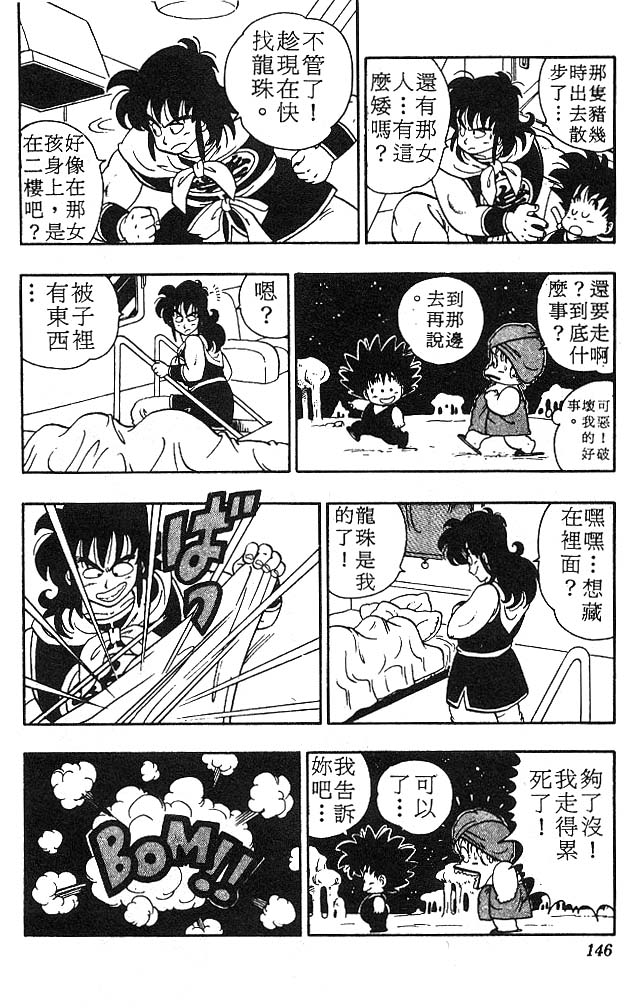 那隻豬幾
時出去散
步了…
還有那女
人…有這
麼矮嗎?
不管了!
趁現在快
找龍珠。
好像在那女
孩身上，是
在二樓吧?
還要走啊
?到底什
麼事?
可惡!破
壞我的好
事。
到那邊
去再說
。
嗯?
被子裡
有東西
…
嘿嘿…想藏
在裡面?
龍珠是我
的了!
ばっ
夠了沒!
我走得累
死了!
可以
了…
我告訴
妳吧…
BOM!!
146